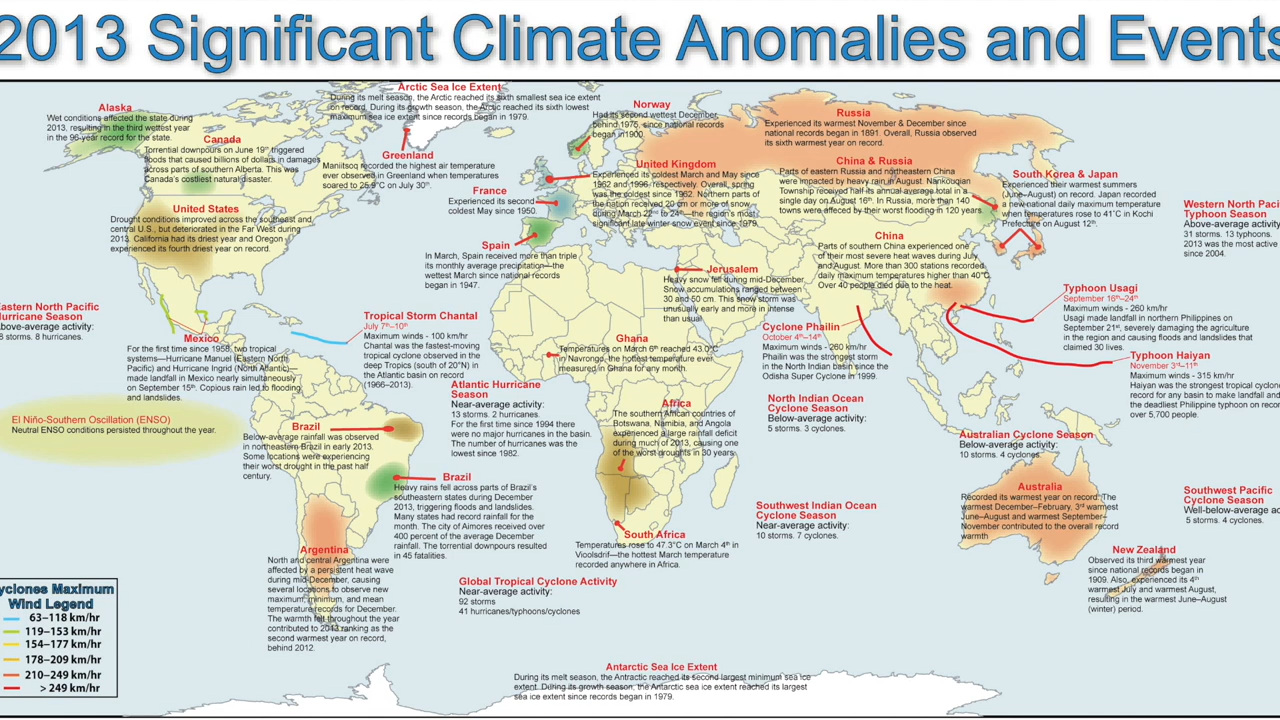 2013 Significant Climate Anomalies and Events
Arctic Sea Ice Extent
During its melt season, the Arctic reached its sixth smallest sea ice extent
on record. During its growth season, the Arctic reached its sixth lowest
maximum sea ice extent since records began in 1979.
Alaska
Wet conditions affected the state during
2013, resulting in the third wettest year
in the 96-year record for the state.
Canada
Torrential downpours on June 19th triggered
floods that caused billions of dollars in damages
across parts of southern Alberta. This was
Canada's costliest natural disaster.
United States
Drought conditions improved across the southeast and
central U.S., but deteriorated in the Far West during
2013. California had its driest year and Oregon
experienced its fourth driest year on record.
Greenland
Maniitsoq recorded the highest air temperature
ever observed in Greenland when temperatures
soared to 25.9°C on July 30th.
Norway
Had its second wettest December,
behind 1975, since national records
began in 1900.
United Kingdom
Experienced its coldest March and May since
1962 and 1996, respectively. Overall, spring
was the coldest since 1962. Northern parts of
the nation received 20 cm or more of snow
during March 22nd to 24th—the region's most
significant late winter snow event since 1979.
France
Experienced its second
coldest May since 1950.
Spain
In March, Spain received more than triple
its monthly average precipitation—the
wettest March since national records
began in 1947.
Russia
Experienced its warmest November & December since
national records began in 1891. Overall, Russia observed
its sixth warmest year on record.
China & Russia
Parts of eastern Russia and northeastern China
were impacted by heavy rain in August. Nankouqian
Township received half its annual average total in a
single day on August 16th. In Russia, more than 140
towns were affected by their worst flooding in 120 years.
South Korea & Japan
Experienced their warmest summers
(June–August) on record. Japan recorded
a new national daily maximum temperature
when temperatures rose to 41°C in Kochi
Prefecture on August 12th.
Western North Pac
Typhoon Season
Above-average activity:
31 storms. 13 typhoons.
2013 was the most active
since 2004.
China
Parts of southern China experienced one
of their most severe heat waves during July
and August. More than 300 stations recorded
daily maximum temperatures higher than 40°C.
Over 40 people died due to the heat.
Jerusalem
Heavy snow fell during mid-December.
Snow accumulations ranged between
30 and 50 cm. This snow storm was
unusually early and more in intense
than usual.
Eastern North Pacific
Hurricane Season
Above-average activity:
8 storms. 8 hurricanes.
Mexico
For the first time since 1958, two tropical
systems—Hurricane Manuel (Eastern North
Pacific) and Hurricane Ingrid (North Atlantic)—
made landfall in Mexico nearly simultaneously
on September 15th. Copious rain led to flooding
and landslides.
Tropical Storm Chantal
July 7th–10th
Maximum winds - 100 km/hr
Chantal was the fastest-moving
tropical cyclone observed in the
deep Tropics (south of 20°N) in
the Atlantic basin on record
(1966–2013).
Atlantic Hurricane
Season
Near-average activity:
13 storms. 2 hurricanes.
For the first time since 1994 there
were no major hurricanes in the basin.
The number of hurricanes was the
lowest since 1982.
Ghana
Temperatures on March 6th reached 43.0°C
in Navrongo, the hottest temperature ever
measured in Ghana for any month.
Cyclone Phailin
October 4th–14th
Maximum winds - 260 km/hr
Phailin was the strongest storm
in the North Indian basin since the
Odisha Super Cyclone in 1999.
Typhoon Usagi
September 16th–24th
Maximum winds - 260 km/hr
Usagi made landfall in northern Philippines on
September 21st, severely damaging the agriculture
in the region and causing floods and landslides that
claimed 30 lives.
Typhoon Haiyan
November 3rd–11th
Maximum winds - 315 km/hr
Haiyan was the strongest tropical cyclon
record for any basin to make landfall and
the deadliest Philippine typhoon on record
over 5,700 people.
North Indian Ocean
Cyclone Season
Below-average activity:
5 storms. 3 cyclones.
Africa
The southern African countries of
Botswana, Namibia, and Angola
experienced a large rainfall deficit
during much of 2013, causing one
of the worst droughts in 30 years.
El Niño-Southern Oscillation (ENSO)
Neutral ENSO conditions persisted throughout the year.
Brazil
Below-average rainfall was observed
in northeastern Brazil in early 2013.
Some locations were experiencing
their worst drought in the past half
century.
Brazil
Heavy rains fell across parts of Brazil's
southeastern states during December
2013, triggering floods and landslides.
Many states had record rainfall for the
month. The city of Aimores received over
400 percent of the average December
rainfall. The torrential downpours resulted
in 45 fatalities.
Australian Cyclone Season
Below-average activity:
10 storms. 4 cyclones.
Australia
Recorded its warmest year on record. The
warmest December–February, 3rd warmest
June–August and warmest September–
November contributed to the overall record
warmth
Southwest Pacific
Cyclone Season
Well-below-average ac
5 storms. 4 cyclones.
Southwest Indian Ocean
Cyclone Season
Near-average activity:
10 storms. 7 cyclones.
South Africa
Temperatures rose to 47.3°C on March 4th in
Vioolsdrif—the hottest March temperature
recorded anywhere in Africa.
New Zealand
Observed its third warmest year
since national records began in
1909. Also, experienced its 4th
warmest July and warmest August,
resulting in the warmest June–August
(winter) period.
Argentina
North and central Argentina were
affected by a persistent heat wave
during mid-December, causing
several locations to observe new
maximum, minimum, and mean
temperature records for December.
The warmth felt throughout the year
contributed to 2013 ranking as the
second warmest year on record,
behind 2012.
Global Tropical Cyclone Activity
Near-average activity:
92 storms
41 hurricanes/typhoons/cyclones
Cyclones Maximum
Wind Legend
63–118 km/hr
119–153 km/hr
154–177 km/hr
178–209 km/hr
210–249 km/hr
> 249 km/hr
Antarctic Sea Ice Extent
During its melt season, the Antractic reached its second largest minimum sea ice
extent. During its growth season, the Antarctic sea ice extent reached its largest
sea ice extent since records began in 1979.